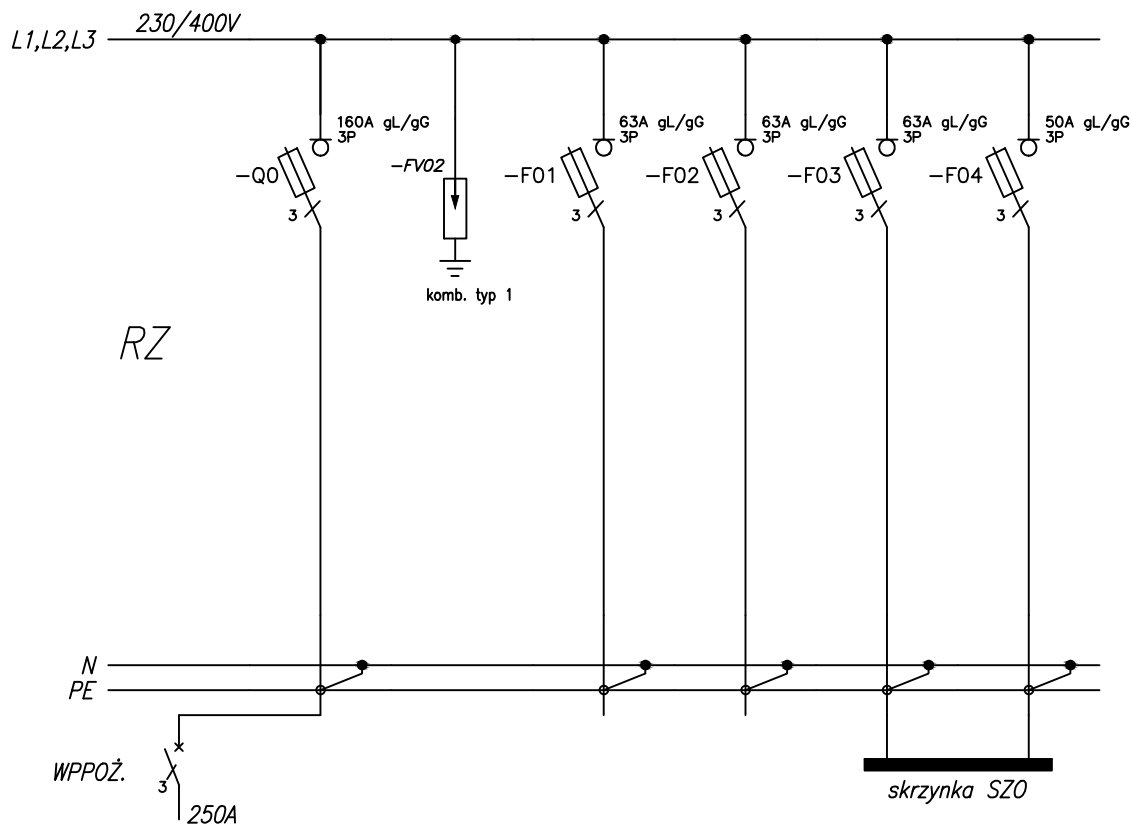 230/400V
L1,L2,L3
160A gL/gG
3P
63A gL/gG
3P
63A gL/gG
3P
63A gL/gG
3P
50A gL/gG
3P
-Q0
-FV02
-F01
-F02
-F03
-F04
3
3
3
3
3
komb. typ 1
RZ
N
PE
WPPOŻ.
3
250A
skrzynka SZO